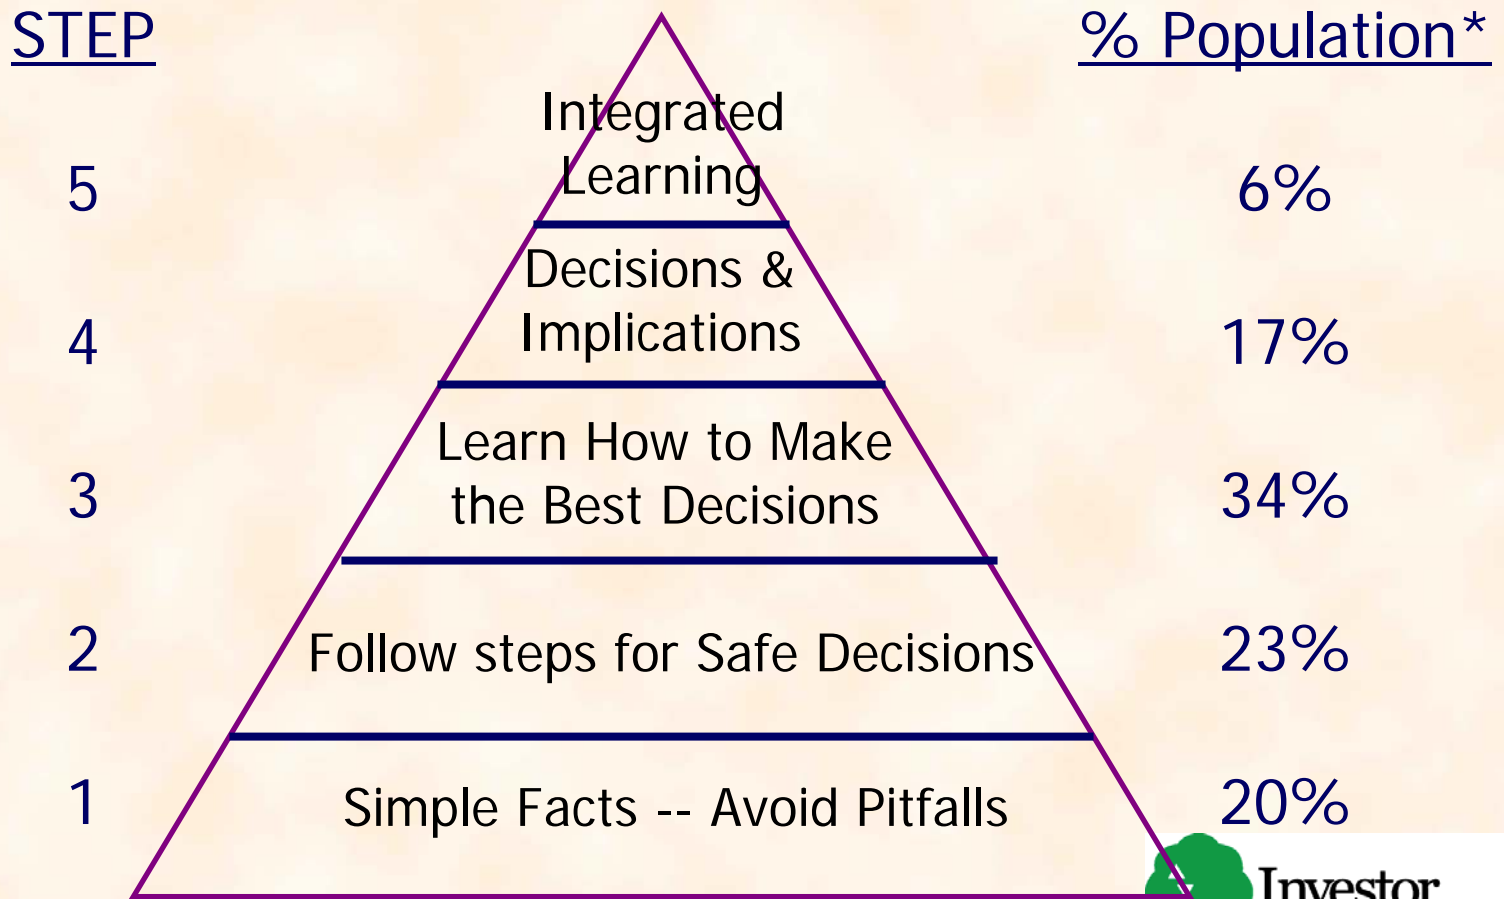 STEP
% Population*
Integrated
Learning
5
6%
Decisions &
Implications
4
17%
Learn How to Make
the Best Decisions
3
34%
2
Follow steps for Safe Decisions
23%
1
Simple Facts -- Avoid Pitfalls
20%
Investor